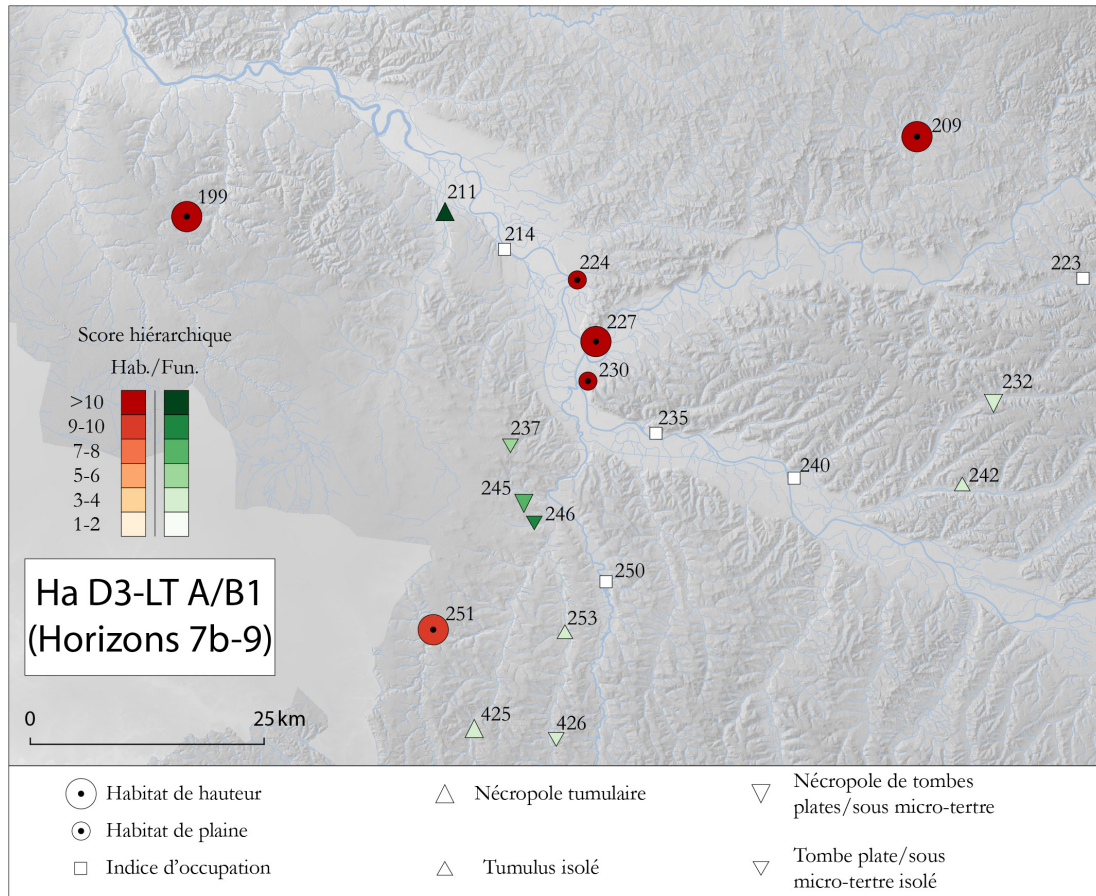 209
199
211
214
224
223
227
230
232
235
237
240
242
245
246
250
251
253
425
426
Score hiérarchique
Hab./Fun.
>10
9-10
7-8
5-6
3-4
1-2
Ha D3-LT A/B1
(Horizons 7b-9)
0 25 km
Habitat de hauteur
Habitat de plaine
Indice d'occupation
Nécropole tumulaire
Tumulus isolé
Nécropole de tombes
plates/sous micro-tertre
Tombe plate/sous
micro-tertre isolé